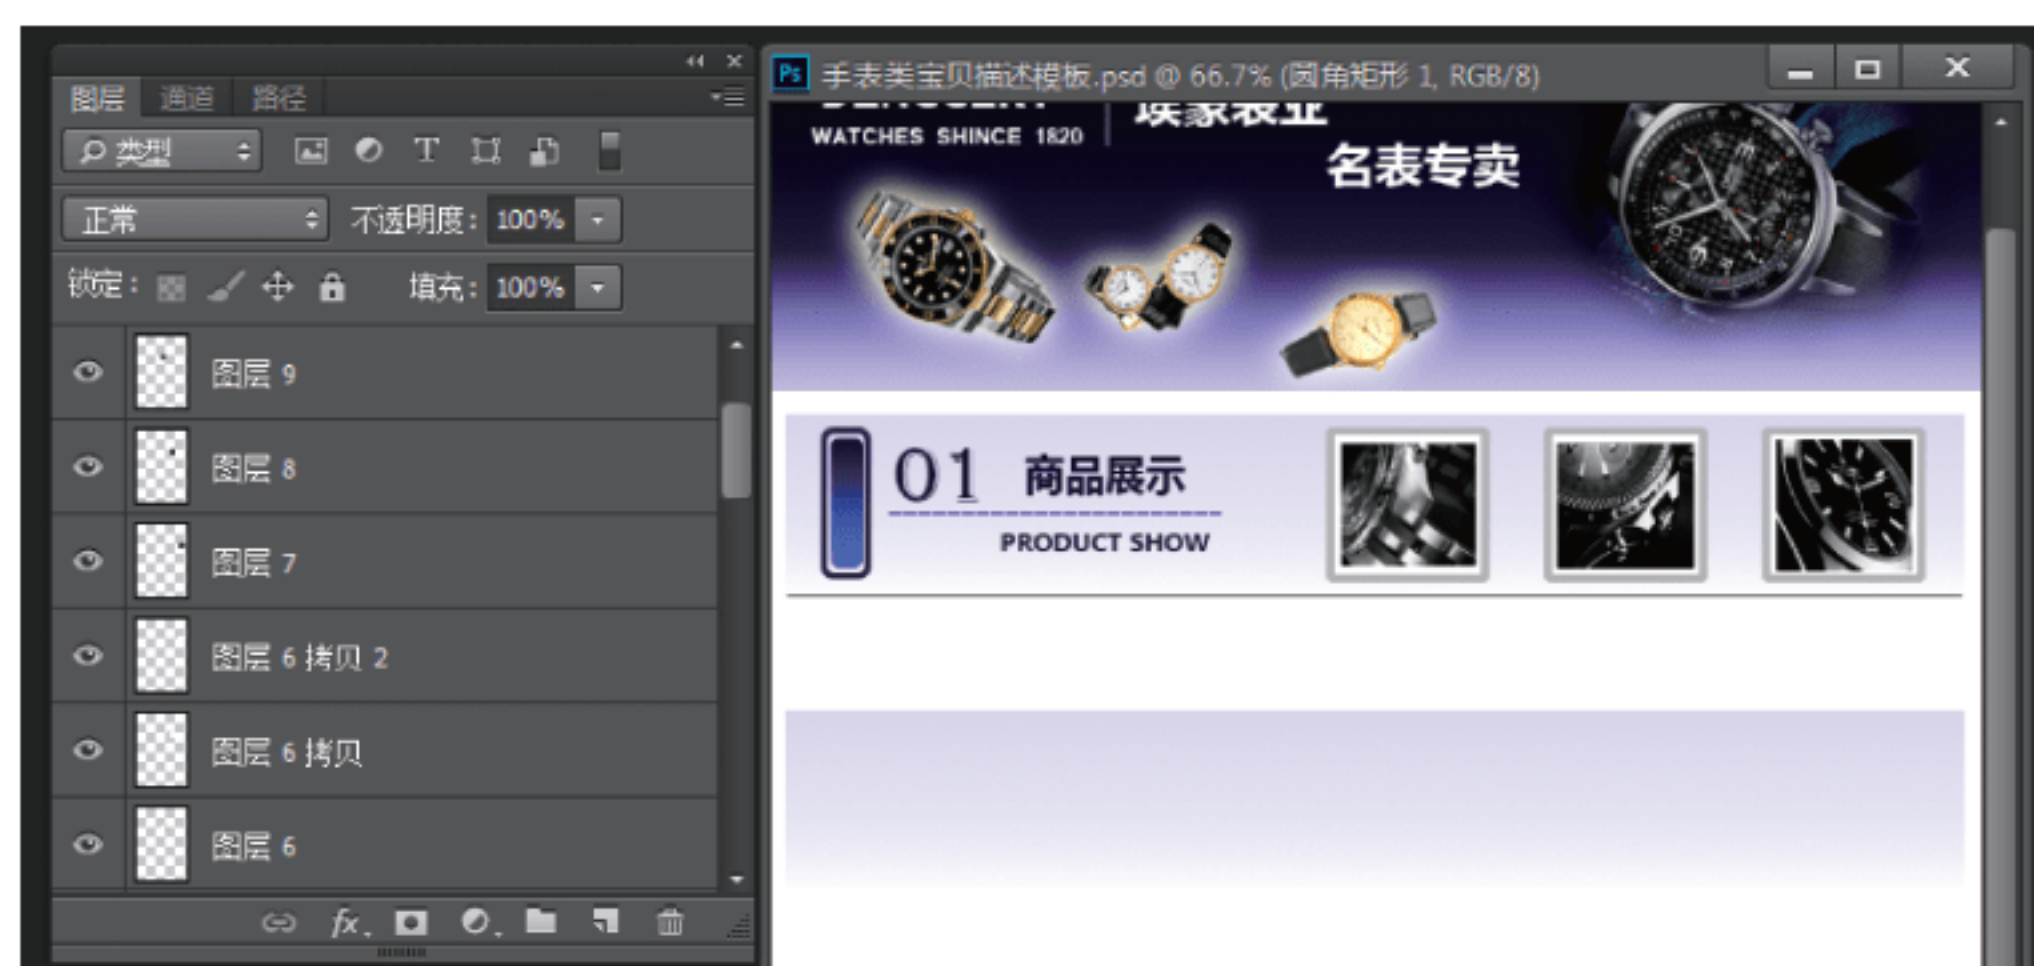 图层 通道 路径
类型
正常 不透明度: 100%
锁定: 填充: 100%
图层 9
图层 8
图层 7
图层 6 拷贝 2
图层 6 拷贝
图层 6
fx
Ps 手表类宝贝描述模板.psd @ 66.7% (圆角矩形 1, RGB/8)
WATCHES SHINCE 1820
名表专卖
01 商品展示
PRODUCT SHOW